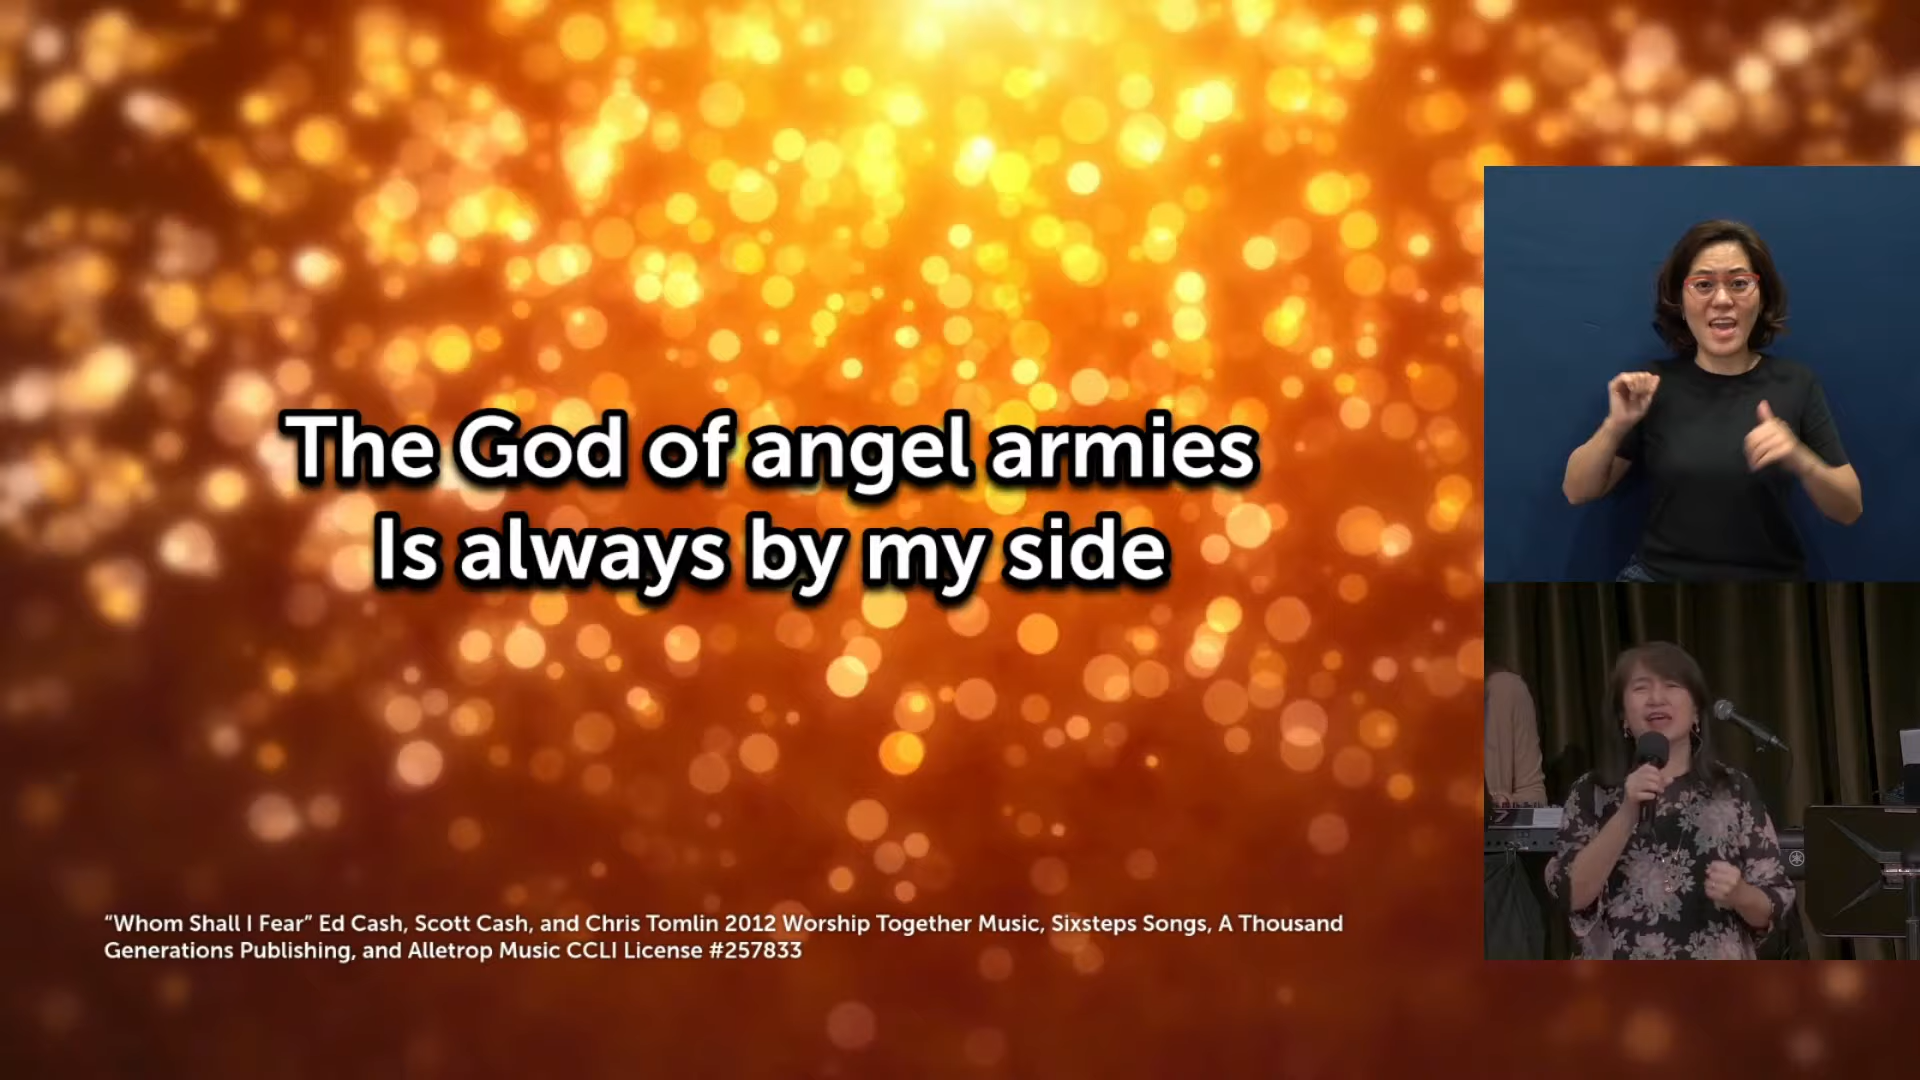 The God of angel armies
Is always by my side
“Whom Shall I Fear” Ed Cash, Scott Cash, and Chris Tomlin 2012 Worship Together Music, Sixsteps Songs, A Thousand
Generations Publishing, and Alletrop Music CCLI License #257833